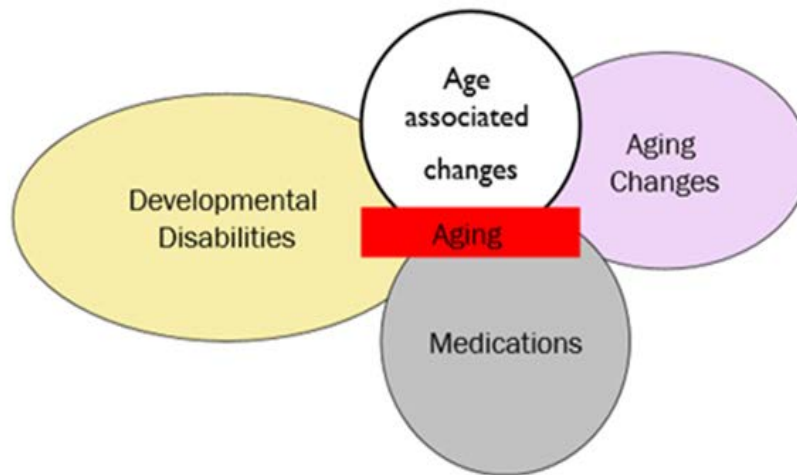 Age
associated
changes
Aging
Changes
Developmental
Disabilities
Aging
Medications